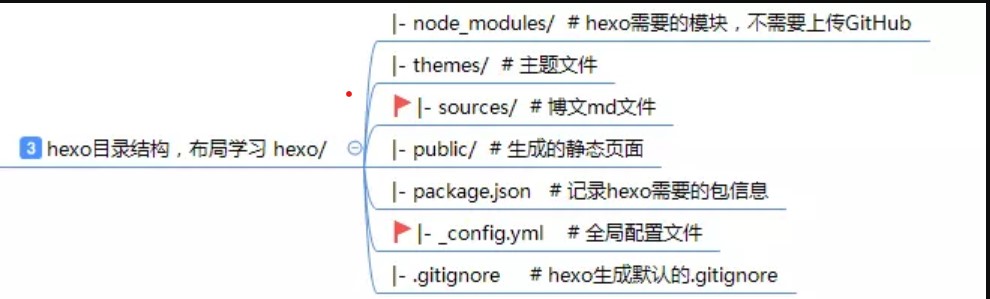 |- node_modules/ # hexo需要的模块，不需要上传GitHub
|- themes/ # 主题文件
|- sources/ # 博文md文件
3 hexo目录结构，布局学习 hexo/
|- public/ # 生成的静态页面
|- package.json # 记录hexo需要的包信息
|- _config.yml # 全局配置文件
|- .gitignore # hexo生成默认的.gitignore